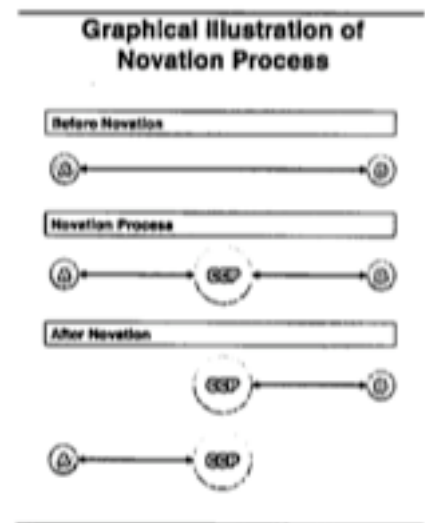 Graphical Illustration of
Novation Process
Before Novation
Novation Process
CCP
After Novation
CCP
CCP